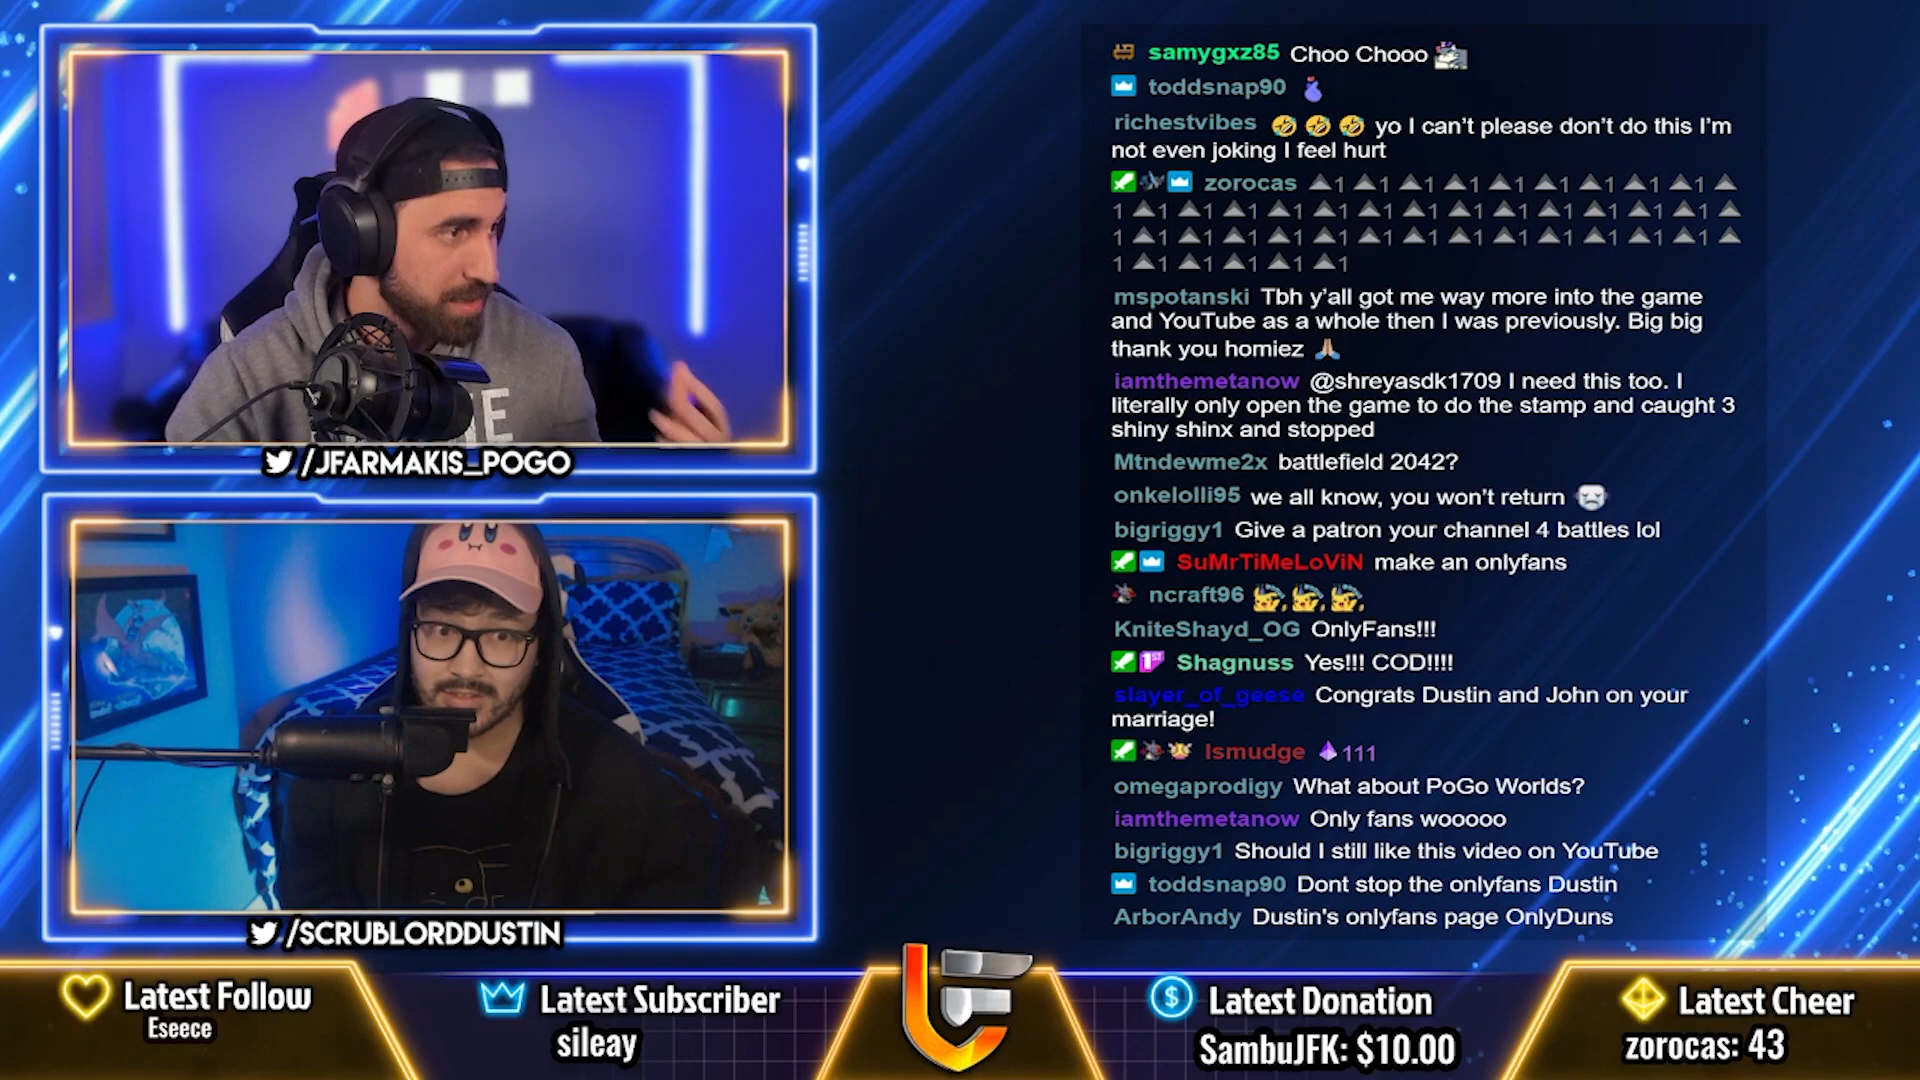 /JFARMAKIS_POGO
/SCRUBLORDDUSTIN
samygxz85 Choo Chooo
toddsnap90
richestvibes 🤣 🤣 🤣 yo I can't please don't do this I'm
not even joking I feel hurt
zorocas 1 1 1 1 1 1 1 1 1
1 1 1 1 1 1 1 1 1 1 1 1 1 1
1 1 1 1 1 1 1 1 1 1 1 1 1 1
1 1 1 1 1 1
mspotanski Tbh y'all got me way more into the game
and YouTube as a whole then I was previously. Big big
thank you homiez 🙏🏼
iamthemetanow @shreyasdk1709 I need this too. I
literally only open the game to do the stamp and caught 3
shiny shinx and stopped
Mtndewme2x battlefield 2042?
onkelolli95 we all know, you won't return
bigriggy1 Give a patron your channel 4 battles lol
SuMrTiMeLoViN make an onlyfans
ncraft96
KniteShayd_OG OnlyFans!!!
1ST Shagnuss Yes!!! COD!!!!
slayer_of_geese Congrats Dustin and John on your
marriage!
lsmudge 111
omegaprodigy What about PoGo Worlds?
iamthemetanow Only fans wooooo
bigriggy1 Should I still like this video on YouTube
toddsnap90 Dont stop the onlyfans Dustin
ArborAndy Dustin's onlyfans page OnlyDuns
Latest Follow
Eseece
Latest Subscriber
sileay
Latest Donation
SambuJFK: $10.00
Latest Cheer
zorocas: 43